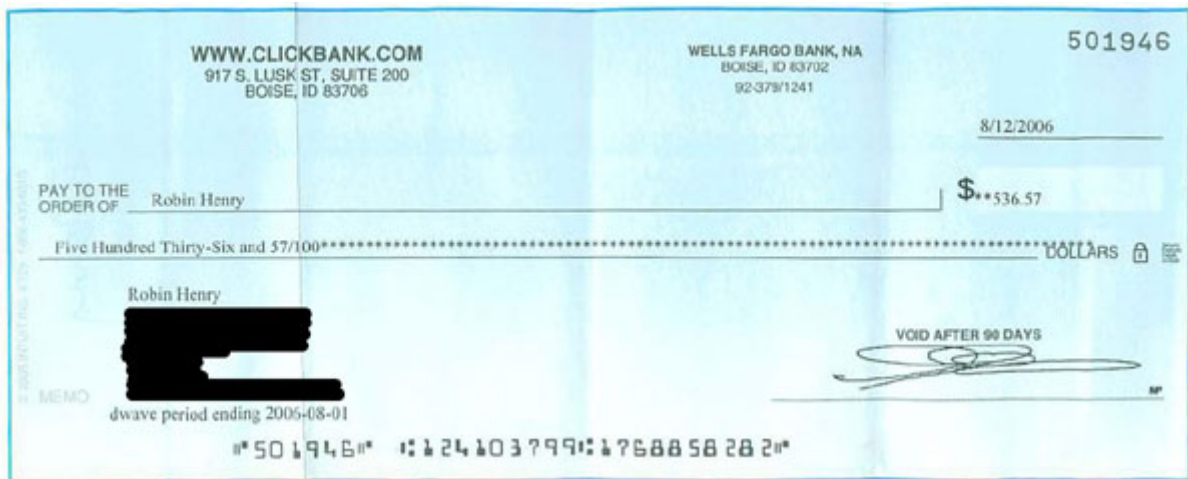 501946
WWW.CLICKBANK.COM
917 S. LUSK ST, SUITE 200
BOISE, ID 83706
WELLS FARGO BANK, NA
BOISE, ID 83702
92-379/1241
8/12/2006
PAY TO THE
ORDER OF Robin Henry $**536.57
Five Hundred Thirty-Six and 57/100**************************************** DOLLARS
Robin Henry
VOID AFTER 90 DAYS
MEMO
MP
dwave period ending 2006-08-01
⑈501946⑈ ⑆124103799⑆1768858282⑈